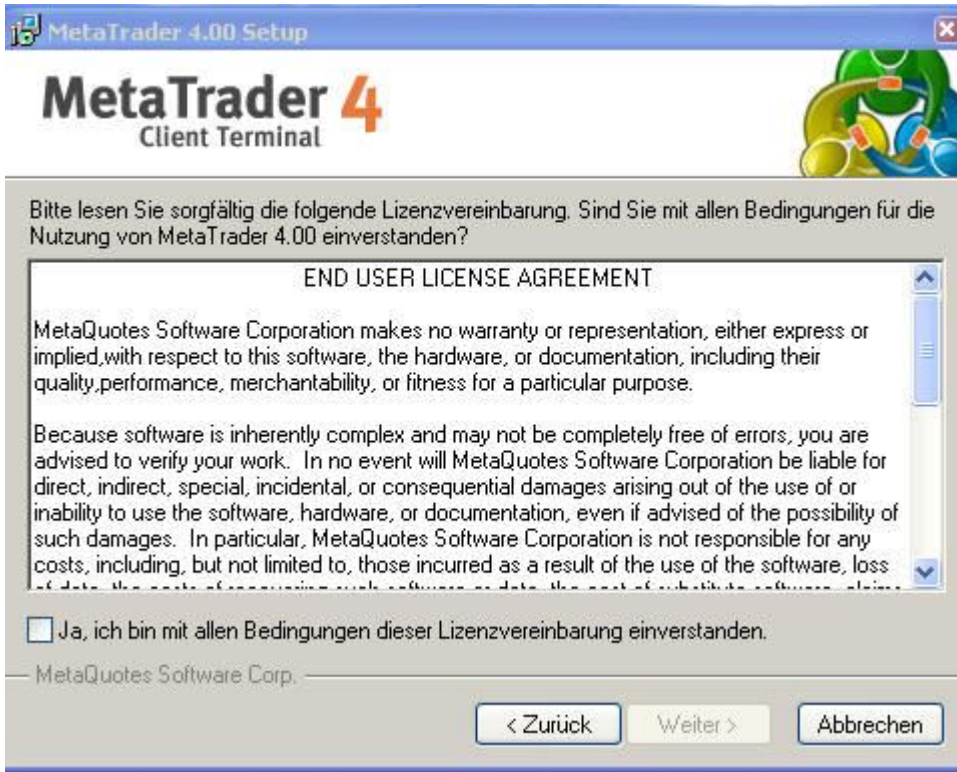 MetaTrader 4.00 Setup
MetaTrader 4
Client Terminal
Bitte lesen Sie sorgfältig die folgende Lizenzvereinbarung. Sind Sie mit allen Bedingungen für die
Nutzung von MetaTrader 4.00 einverstanden?
END USER LICENSE AGREEMENT
MetaQuotes Software Corporation makes no warranty or representation, either express or
implied,with respect to this software, the hardware, or documentation, including their
quality,performance, merchantability, or fitness for a particular purpose.
Because software is inherently complex and may not be completely free of errors, you are
advised to verify your work.  In no event will MetaQuotes Software Corporation be liable for
direct, indirect, special, incidental, or consequential damages arising out of the use of or
inability to use the software, hardware, or documentation, even if advised of the possibility of
such damages.  In particular, MetaQuotes Software Corporation is not responsible for any
costs, including, but not limited to, those incurred as a result of the use of the software, loss
Ja, ich bin mit allen Bedingungen dieser Lizenzvereinbarung einverstanden.
MetaQuotes Software Corp.
< Zurück
Weiter >
Abbrechen